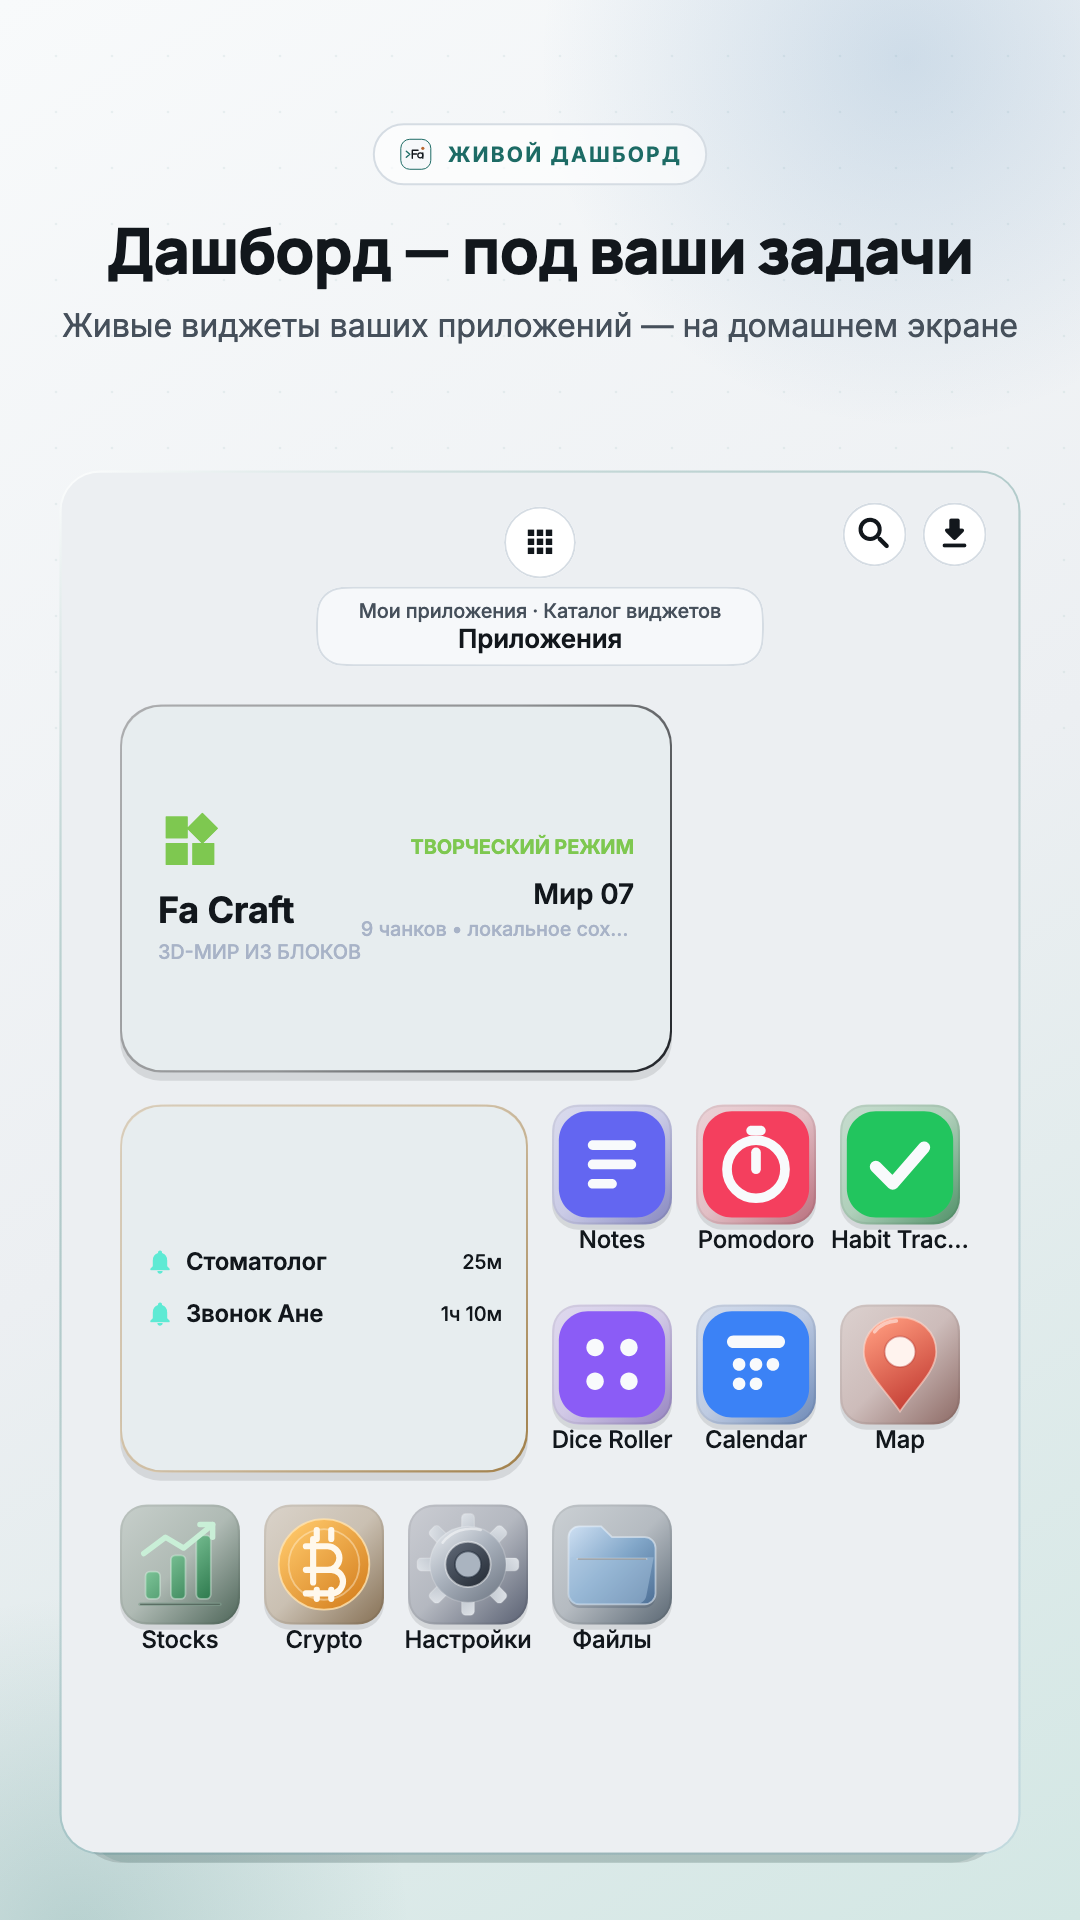 >Fa
ЖИВОЙ ДАШБОРД
Дашборд — под ваши задачи
Живые виджеты ваших приложений — на домашнем экране
Мои приложения · Каталог виджетов
Приложения
ТВОРЧЕСКИЙ РЕЖИМ
Мир 07
9 чанков • локальное сох...
Fa Craft
3D-МИР ИЗ БЛОКОВ
Стоматолог 25м
Звонок Ане 1ч 10м
Notes
Pomodoro
Habit Trac...
Dice Roller
Calendar
Map
Stocks
Crypto
Настройки
Файлы